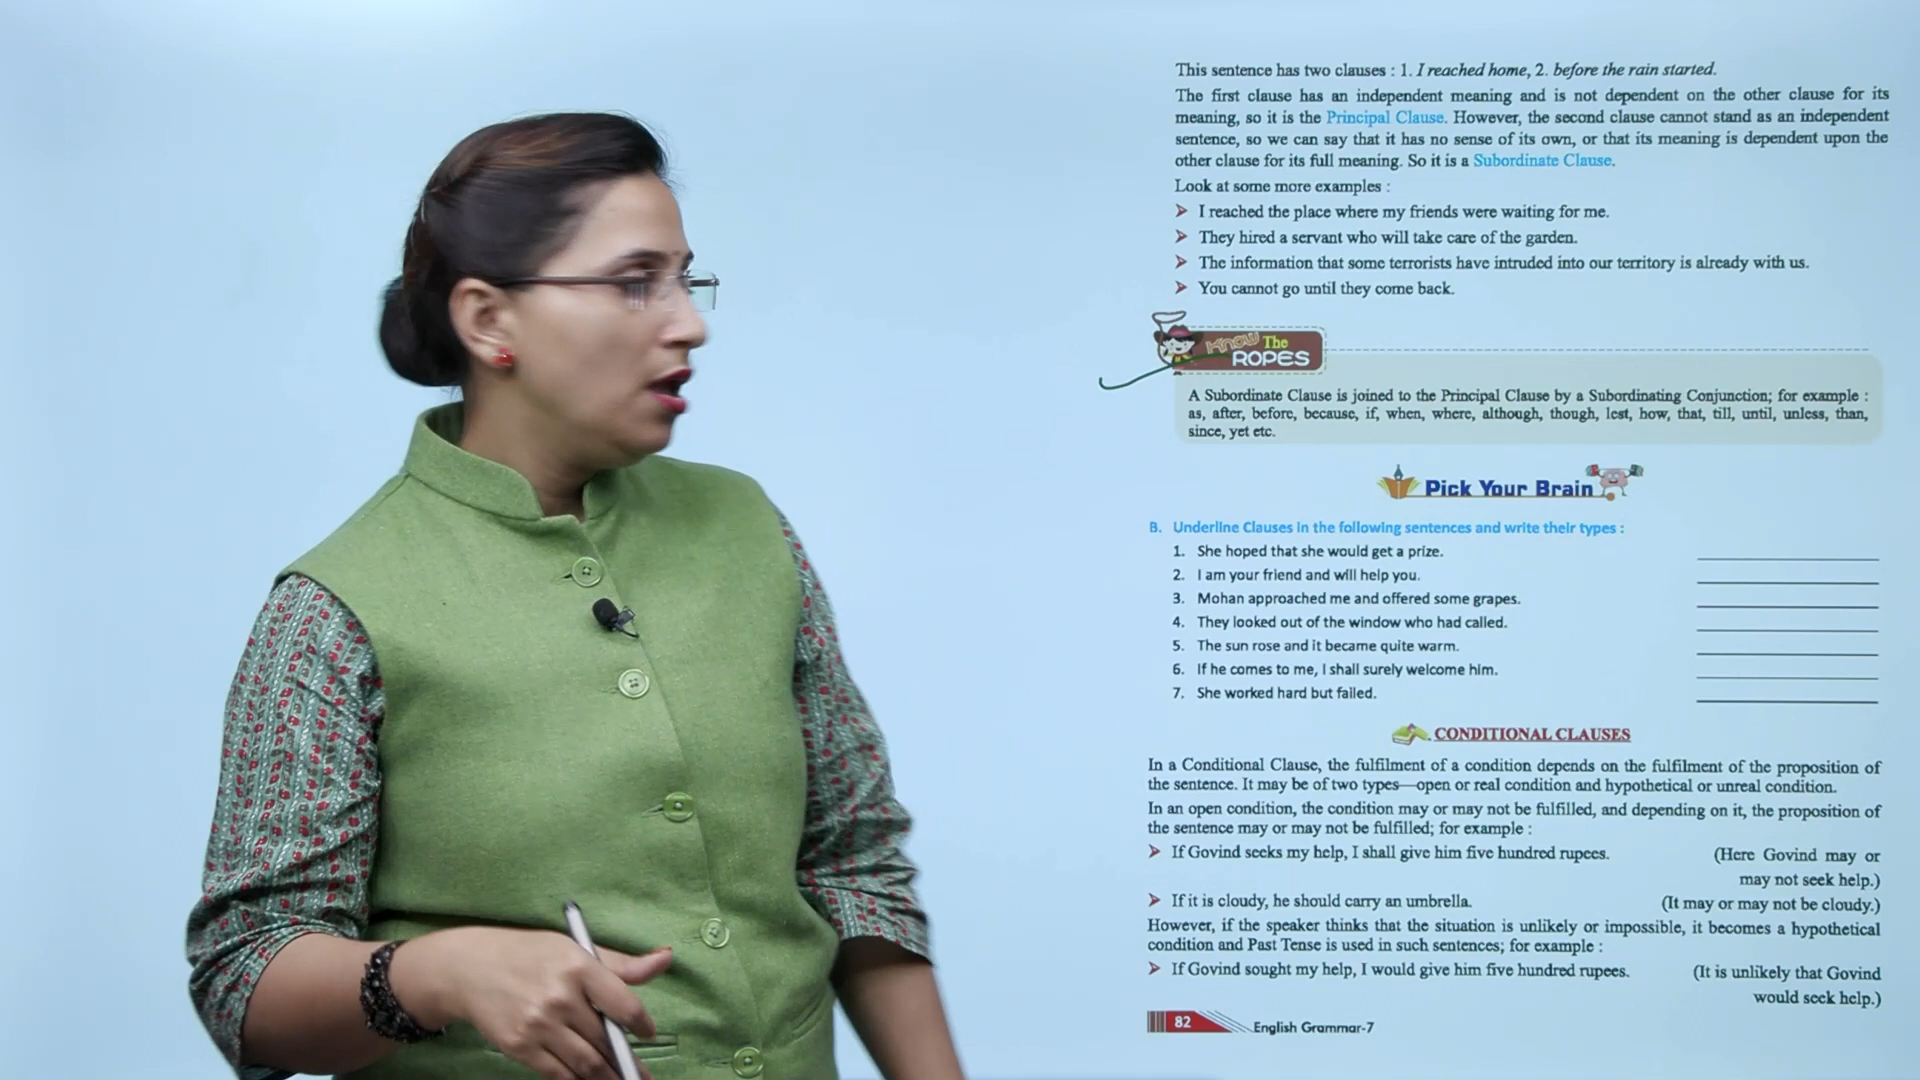 This sentence has two clauses : 1. I reached home, 2. before the rain started.
The first clause has an independent meaning and is not dependent on the other clause for its
meaning, so it is the Principal Clause. However, the second clause cannot stand as an independent
sentence, so we can say that it has no sense of its own, or that its meaning is dependent upon the
other clause for its full meaning. So it is a Subordinate Clause.
Look at some more examples :
➤ I reached the place where my friends were waiting for me.
➤ They hired a servant who will take care of the garden.
➤ The information that some terrorists have intruded into our territory is already with us.
➤ You cannot go until they come back.
Know The
ROPES
A Subordinate Clause is joined to the Principal Clause by a Subordinating Conjunction; for example :
as, after, before, because, if, when, where, although, though, lest, how, that, till, until, unless, than,
since, yet etc.
Pick Your Brain
B. Underline Clauses in the following sentences and write their types :
1. She hoped that she would get a prize.
2. I am your friend and will help you.
3. Mohan approached me and offered some grapes.
4. They looked out of the window who had called.
5. The sun rose and it became quite warm.
6. If he comes to me, I shall surely welcome him.
7. She worked hard but failed.
CONDITIONAL CLAUSES
In a Conditional Clause, the fulfilment of a condition depends on the fulfilment of the proposition of
the sentence. It may be of two types—open or real condition and hypothetical or unreal condition.
In an open condition, the condition may or may not be fulfilled, and depending on it, the proposition of
the sentence may or may not be fulfilled; for example :
➤ If Govind seeks my help, I shall give him five hundred rupees. (Here Govind may or
may not seek help.)
➤ If it is cloudy, he should carry an umbrella. (It may or may not be cloudy.)
However, if the speaker thinks that the situation is unlikely or impossible, it becomes a hypothetical
condition and Past Tense is used in such sentences; for example :
➤ If Govind sought my help, I would give him five hundred rupees. (It is unlikely that Govind
would seek help.)
82 English Grammar-7